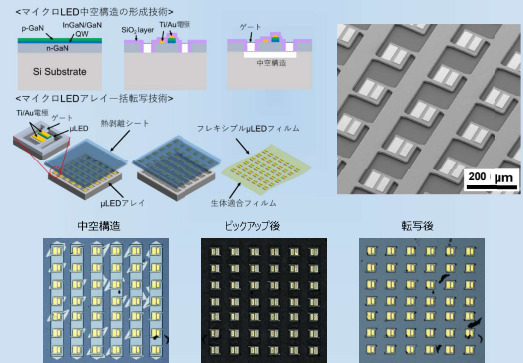 <マイクロLED中空構造の形成技術>
p-GaN
InGaN/GaN
QW
n-GaN
Si Substrate
SiO2 layer
Ti/Au電極
ゲート
中空構造
<マイクロLEDアレイ一括転写技術>
Ti/Au電極
ゲート
μLED
熱剥離シート
μLEDアレイ
フレキシブルμLEDフィルム
生体適合フィルム
200 μm
中空構造
ピックアップ後
転写後